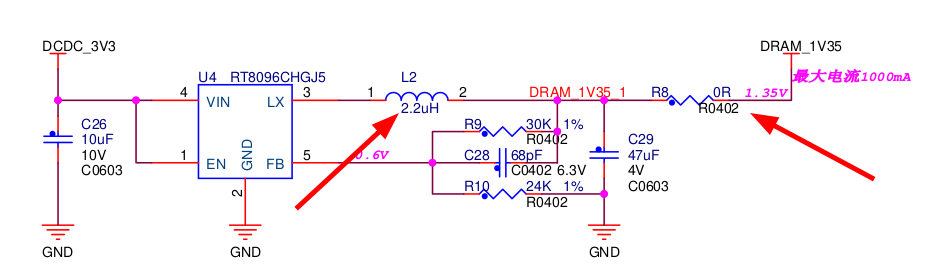 DCDC_3V3
DRAM_1V35
U4 RT8096CHGJ5
L2
最大电流1000mA
4 VIN LX 3 1 2 DRAM_1V35_1 R8 0R 1.35V
2.2uH
R0402
C26
10uF
10V
C0603
GND
R9 30K 1%
R0402
C29
47uF
4V
C0603
1 EN FB 5 0.6V
C28 68pF
C0402 6.3V
R10 24K 1%
R0402
2
GND
GND
GND